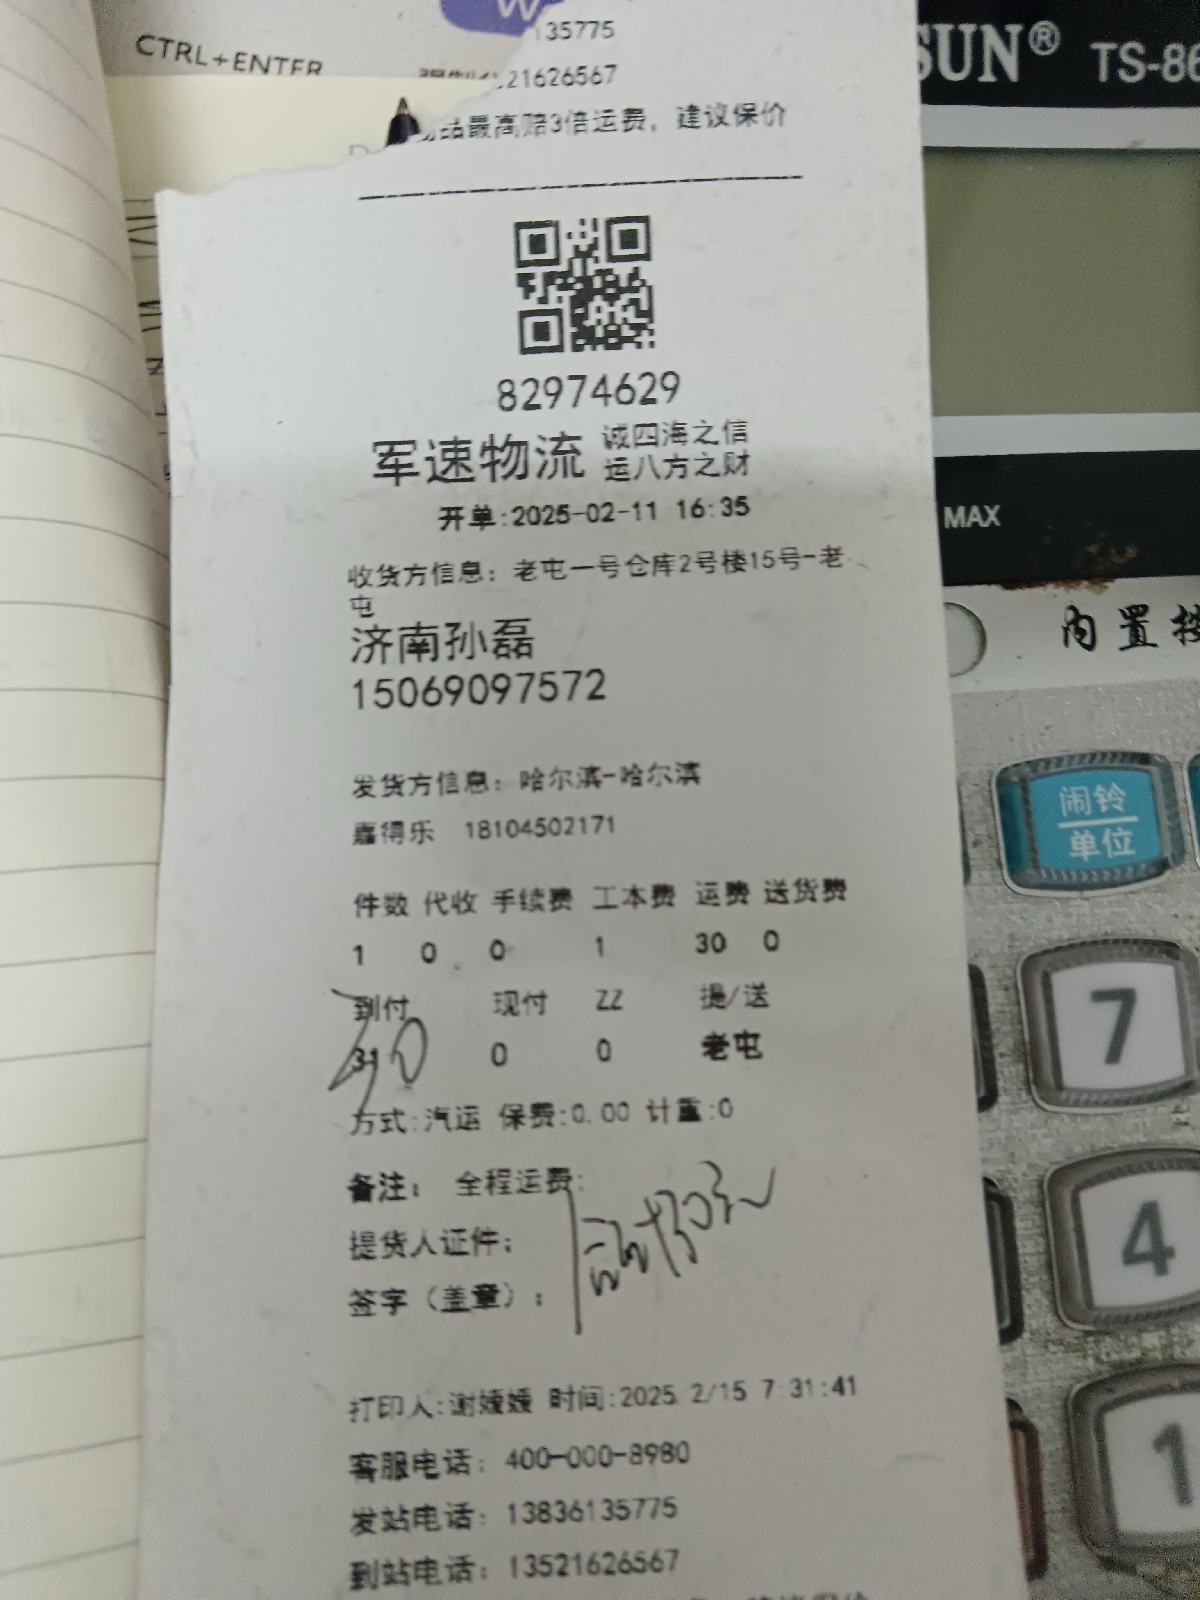 CTRL+ENTER
W
35775
21626567
品最高赔3倍运费，建议保价
SUN® TS-86
82974629
军速物流 诚四海之信
运八方之财
开单:2025-02-11 16:35
MAX
收货方信息：老屯一号仓库2号楼15号-老
屯
内置
济南孙磊
15069097572
发货方信息：哈尔滨-哈尔滨
嘉得乐 18104502171
闹铃
单位
件数 代收 手续费 工本费 运费 送货费
1 0 0 1 30 0
到付 现付 ZZ 提/送
31 0 0 老屯
方式:汽运 保费:0.00 计重:0
备注： 全程运费:
提货人证件：
签字（盖章）：
打印人:谢媛媛 时间:2025/2/15 7:31:41
客服电话：400-000-8980
发站电话：13836135775
到站电话：13521626567
7
4
1